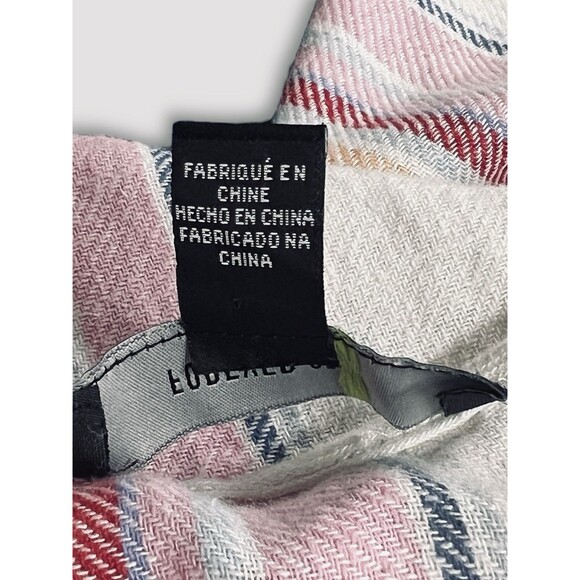 FABRIQUÉ EN
CHINE
HECHO EN CHINA
FABRICADO NA
CHINA